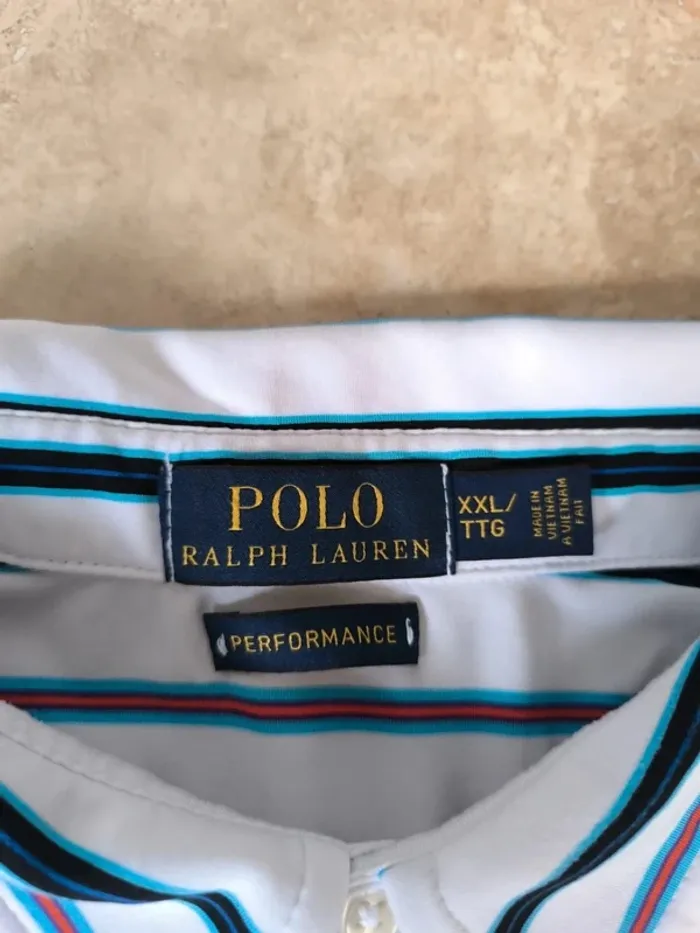 POLO
RALPH LAUREN
XXL/
TTG
MADE IN
VIETNAM
FAIT
A VIETNAM
PERFORMANCE